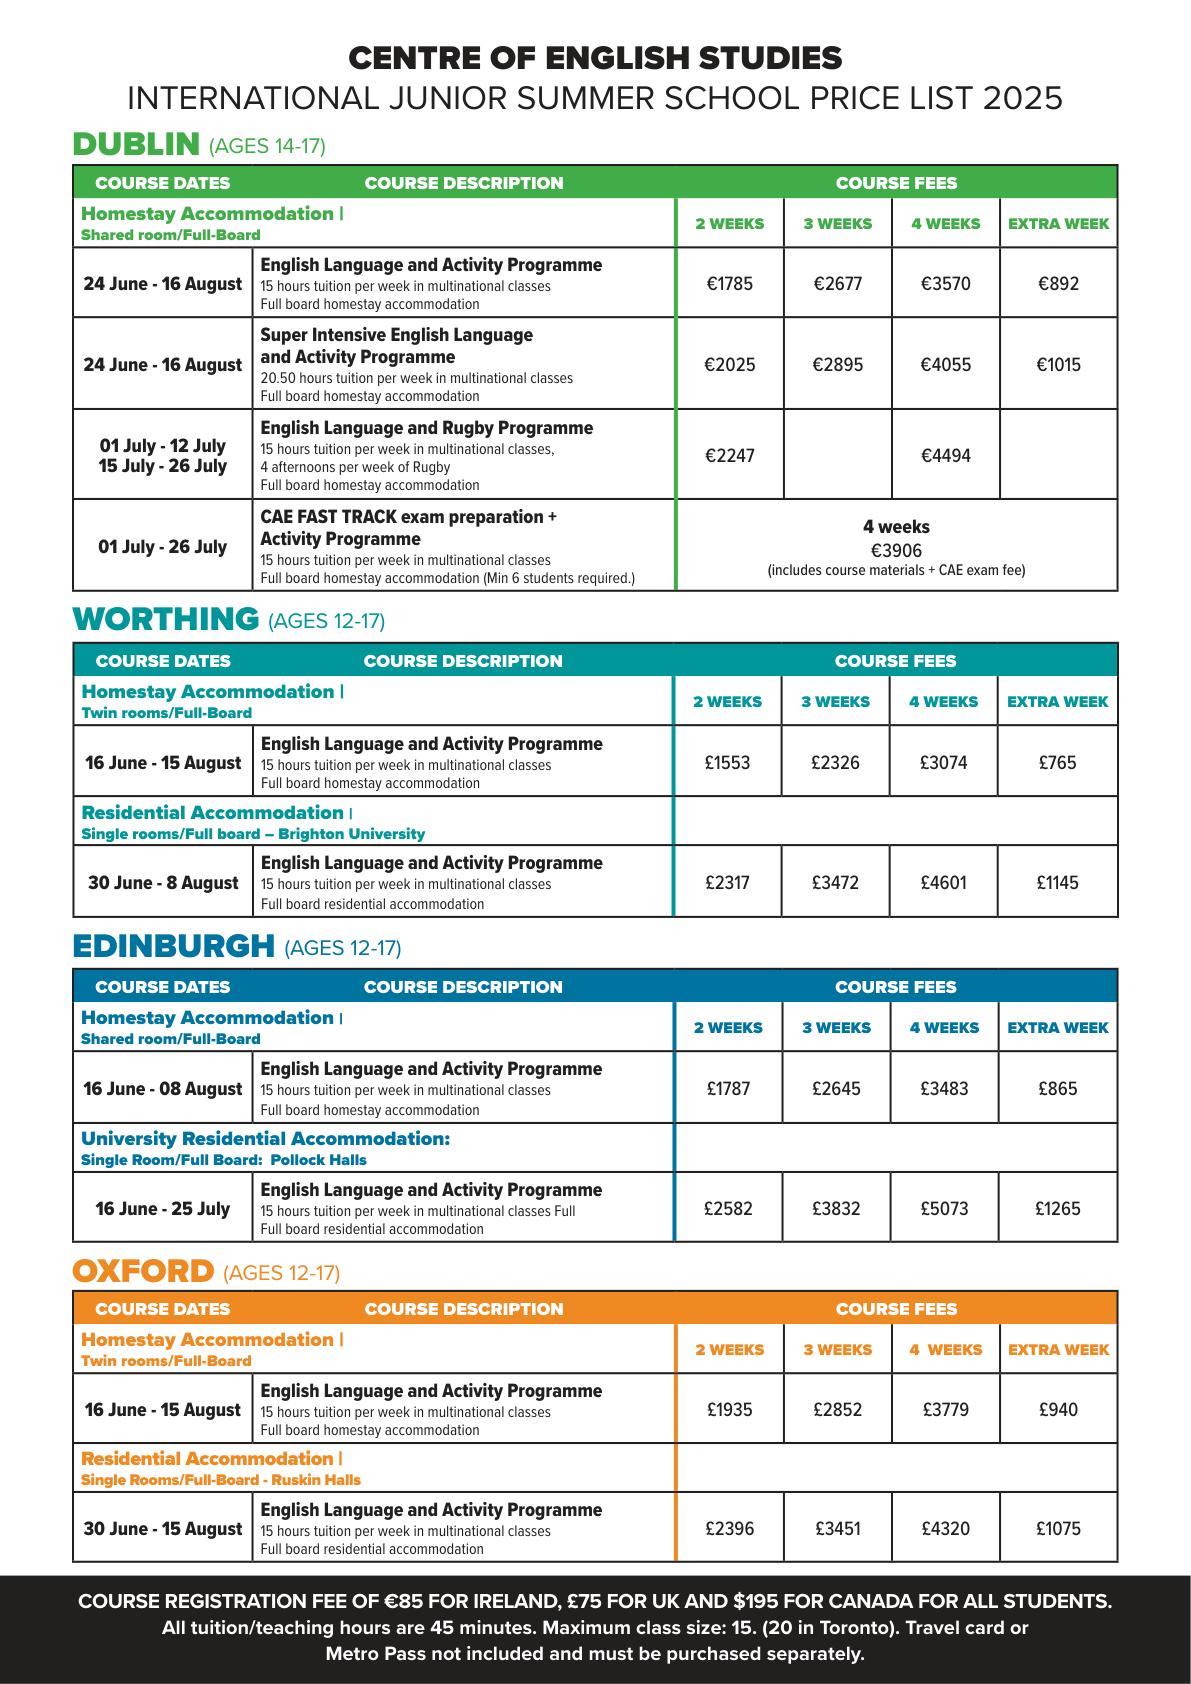 CENTRE OF ENGLISH STUDIES
INTERNATIONAL JUNIOR SUMMER SCHOOL PRICE LIST 2025
DUBLIN (AGES 14-17)
COURSE DATES COURSE DESCRIPTION COURSE FEES
Homestay Accommodation |
Shared room/Full-Board
2 WEEKS 3 WEEKS 4 WEEKS EXTRA WEEK
24 June - 16 August
English Language and Activity Programme
15 hours tuition per week in multinational classes
Full board homestay accommodation
€1785 €2677 €3570 €892
24 June - 16 August
Super Intensive English Language
and Activity Programme
20.50 hours tuition per week in multinational classes
Full board homestay accommodation
€2025 €2895 €4055 €1015
01 July - 12 July
15 July - 26 July
English Language and Rugby Programme
15 hours tuition per week in multinational classes,
4 afternoons per week of Rugby
Full board homestay accommodation
€2247 €4494
01 July - 26 July
CAE FAST TRACK exam preparation +
Activity Programme
15 hours tuition per week in multinational classes
Full board homestay accommodation (Min 6 students required.)
4 weeks
€3906
(includes course materials + CAE exam fee)
WORTHING (AGES 12-17)
COURSE DATES COURSE DESCRIPTION COURSE FEES
Homestay Accommodation |
Twin rooms/Full-Board
2 WEEKS 3 WEEKS 4 WEEKS EXTRA WEEK
16 June - 15 August
English Language and Activity Programme
15 hours tuition per week in multinational classes
Full board homestay accommodation
£1553 £2326 £3074 £765
Residential Accommodation |
Single rooms/Full board – Brighton University
30 June - 8 August
English Language and Activity Programme
15 hours tuition per week in multinational classes
Full board residential accommodation
£2317 £3472 £4601 £1145
EDINBURGH (AGES 12-17)
COURSE DATES COURSE DESCRIPTION COURSE FEES
Homestay Accommodation |
Shared room/Full-Board
2 WEEKS 3 WEEKS 4 WEEKS EXTRA WEEK
16 June - 08 August
English Language and Activity Programme
15 hours tuition per week in multinational classes
Full board homestay accommodation
£1787 £2645 £3483 £865
University Residential Accommodation:
Single Room/Full Board: Pollock Halls
16 June - 25 July
English Language and Activity Programme
15 hours tuition per week in multinational classes Full
Full board residential accommodation
£2582 £3832 £5073 £1265
OXFORD (AGES 12-17)
COURSE DATES COURSE DESCRIPTION COURSE FEES
Homestay Accommodation |
Twin rooms/Full-Board
2 WEEKS 3 WEEKS 4 WEEKS EXTRA WEEK
16 June - 15 August
English Language and Activity Programme
15 hours tuition per week in multinational classes
Full board homestay accommodation
£1935 £2852 £3779 £940
Residential Accommodation |
Single Rooms/Full-Board - Ruskin Halls
30 June - 15 August
English Language and Activity Programme
15 hours tuition per week in multinational classes
Full board residential accommodation
£2396 £3451 £4320 £1075
COURSE REGISTRATION FEE OF €85 FOR IRELAND, £75 FOR UK AND $195 FOR CANADA FOR ALL STUDENTS.
All tuition/teaching hours are 45 minutes. Maximum class size: 15. (20 in Toronto). Travel card or
Metro Pass not included and must be purchased separately.